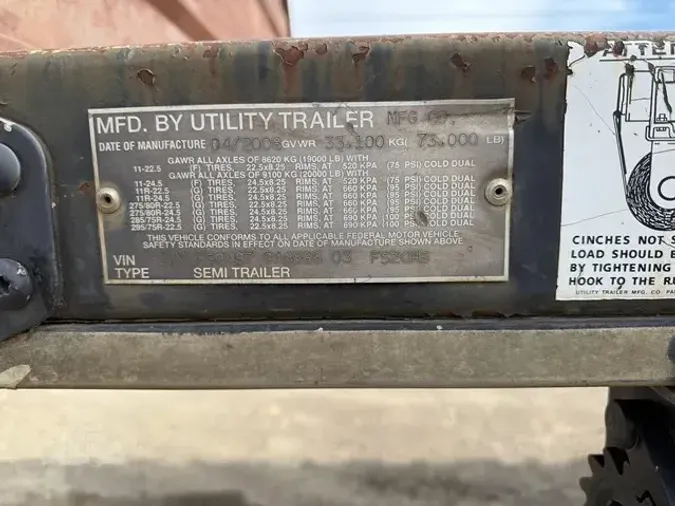 MFD. BY UTILITY TRAILER MFG. CO.
DATE OF MANUFACTURE 04/2008 GVWR 33,100 KG( 73,000 LB)
GAWR ALL AXLES OF 8620 KG (19000 LB) WITH
11-22.5 (F) TIRES, 22.5x8.25 RIMS, AT 520 KPA (75 PSI) COLD DUAL
GAWR ALL AXLES OF 9100 KG (20000 LB) WITH
11-24.5 (F) TIRES, 24.5x8.25 RIMS, AT 520 KPA (75 PSI) COLD DUAL
11R-22.5 (G) TIRES, 22.5x8.25 RIMS, AT 660 KPA (95 PSI) COLD DUAL
11R-24.5 (G) TIRES, 24.5x8.25 RIMS, AT 660 KPA (95 PSI) COLD DUAL
275/80R-22.5 (G) TIRES, 22.5x8.25 RIMS, AT 660 KPA (95 PSI) COLD DUAL
275/80R-24.5 (G) TIRES, 24.5x8.25 RIMS, AT 660 KPA (95 PSI) COLD DUAL
285/75R-24.5 (G) TIRES, 24.5x8.25 RIMS, AT 690 KPA (100 PSI) COLD DUAL
295/75R-22.5 (G) TIRES, 22.5x8.25 RIMS, AT 690 KPA (100 PSI) COLD DUAL
THIS VEHICLE CONFORMS TO ALL APPLICABLE FEDERAL MOTOR VEHICLE
SAFETY STANDARDS IN EFFECT ON DATE OF MANUFACTURE SHOWN ABOVE
VIN 03 FS2CHS
TYPE SEMI TRAILER
CINCHES NOT S
LOAD SHOULD B
BY TIGHTENING
HOOK TO THE RU
UTILITY TRAILER MFG. CO